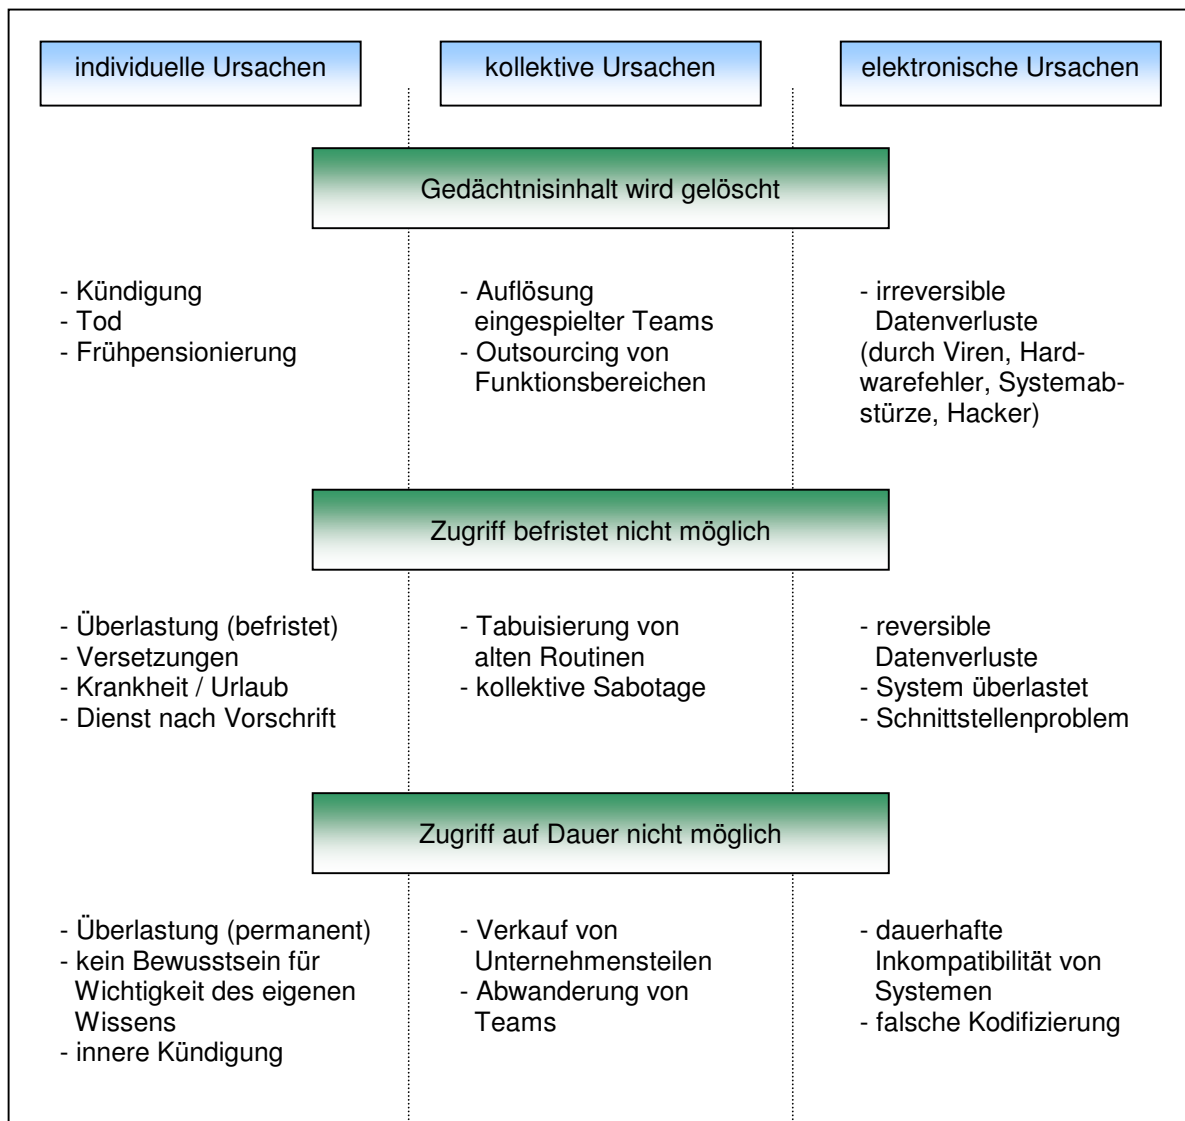 individuelle Ursachen
kollektive Ursachen
elektronische Ursachen
Gedächtnisinhalt wird gelöscht
- Kündigung
- Tod
- Frühpensionierung
- Auflösung
eingespielter Teams
- Outsourcing von
Funktionsbereichen
- irreversible
Datenverluste
(durch Viren, Hard-
warefehler, Systemab-
stürze, Hacker)
Zugriff befristet nicht möglich
- Überlastung (befristet)
- Versetzungen
- Krankheit / Urlaub
- Dienst nach Vorschrift
- Tabuisierung von
alten Routinen
- kollektive Sabotage
- reversible
Datenverluste
- System überlastet
- Schnittstellenproblem
Zugriff auf Dauer nicht möglich
- Überlastung (permanent)
- kein Bewusstsein für
Wichtigkeit des eigenen
Wissens
- innere Kündigung
- Verkauf von
Unternehmensteilen
- Abwanderung von
Teams
- dauerhafte
Inkompatibilität von
Systemen
- falsche Kodifizierung